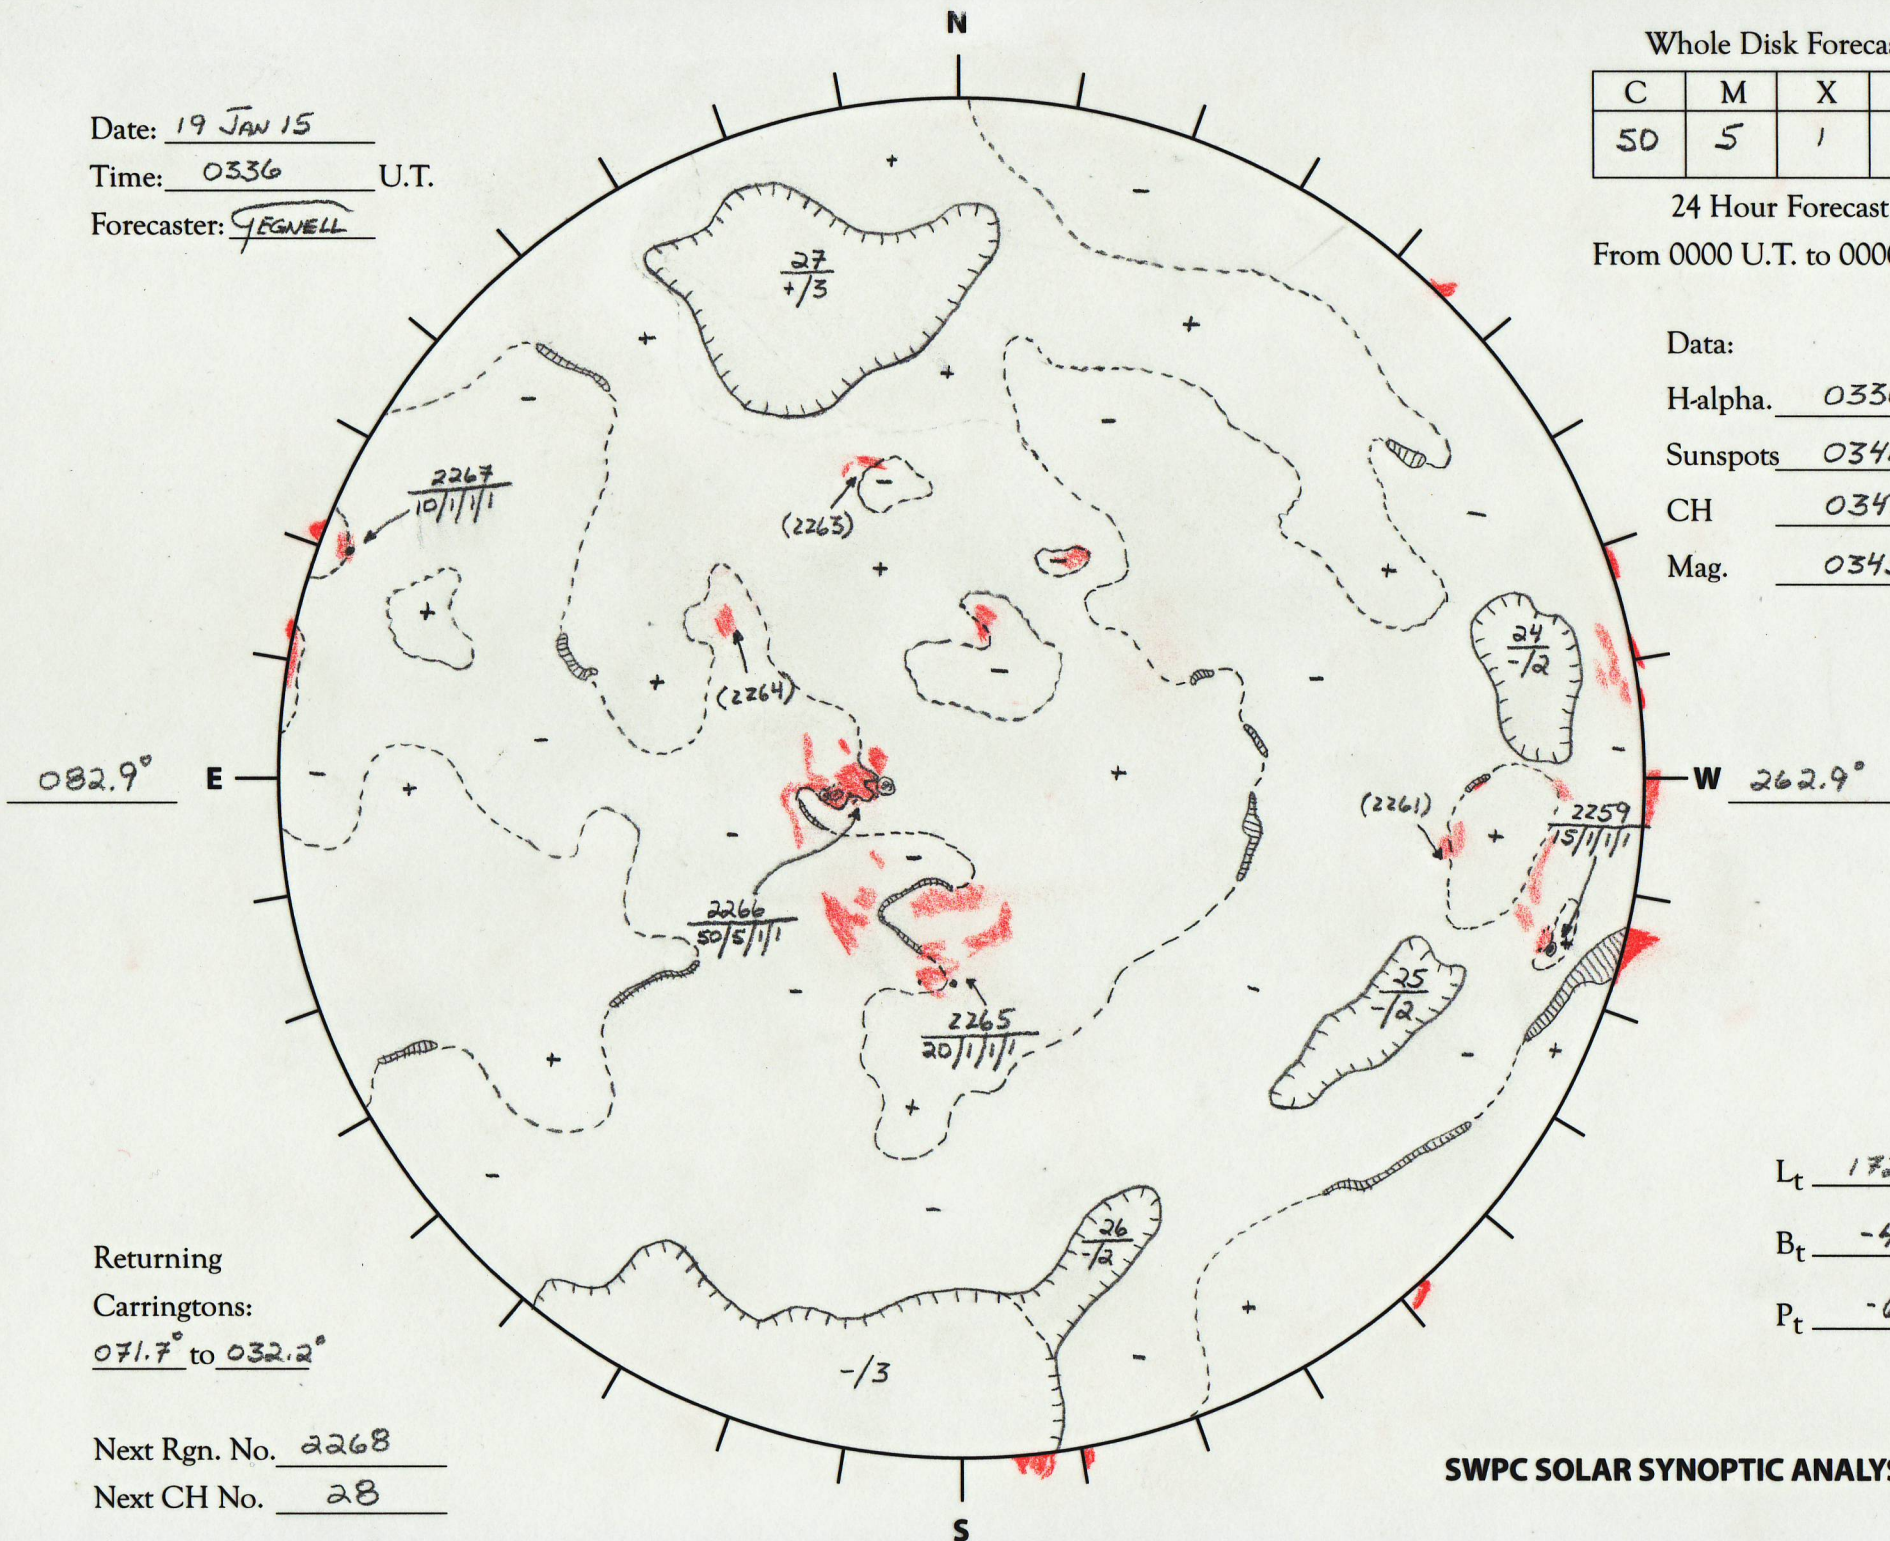 N
Whole Disk Foreca
C M X
50 5 1
Date: 19 JAN 15
Time: 0336 U.T.
Forecaster: YEGNELL
24 Hour Forecast
From 0000 U.T. to 000
27
+/3
Data:
H-alpha. 033
Sunspots 034
CH 034
Mag. 034
2267
10/1/1/1
(2263)
24
-/2
(2264)
082.9° E
W 262.9°
(2261)
2259
15/1/1/1
2266
50/5/1/1
25
-/2
2265
20/1/1/1
Lt 17
26
-/2
Bt -4
Returning
Carringtons:
071.7° to 032.2°
Pt -
-/3
Next Rgn. No. 2268
Next CH No. 28
SWPC SOLAR SYNOPTIC ANALYS
S